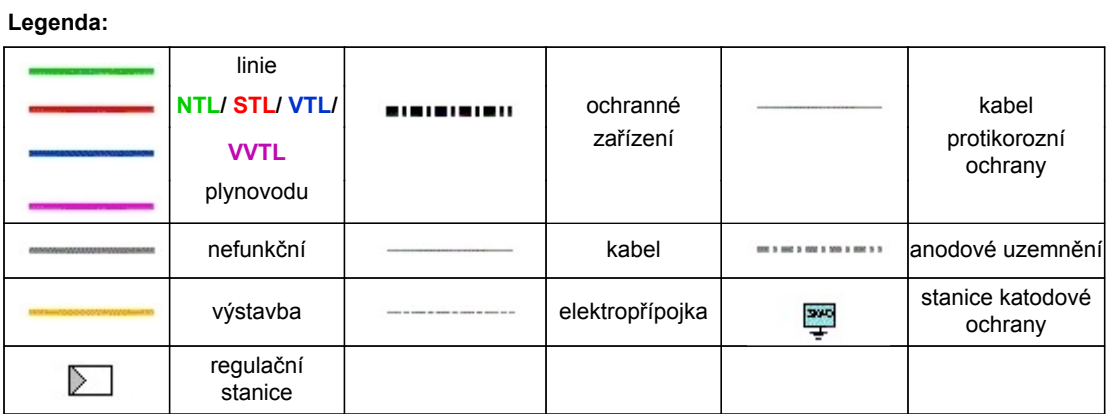 Legenda:
linie
NTL/ STL/ VTL/
VVTL
plynovodu
ochranné
zařízení
kabel
protikorozní
ochrany
nefunkční
kabel
anodové uzemnění
výstavba
elektropřípojka
SKAO
stanice katodové
ochrany
regulační
stanice